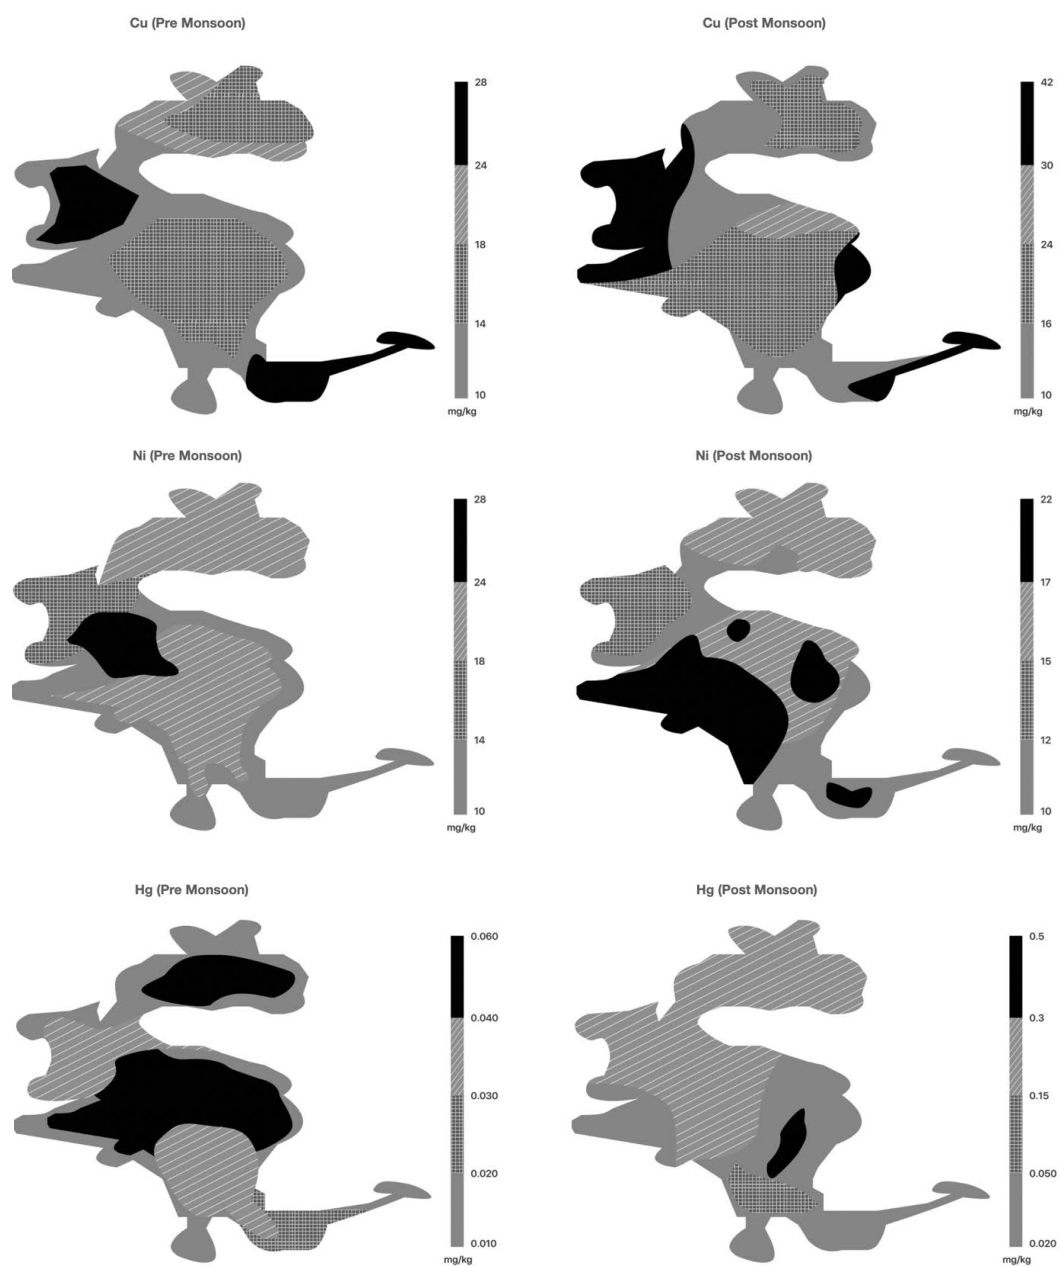 Cu (Pre Monsoon)
28
24
18
14
10
mg/kg
Cu (Post Monsoon)
42
30
24
16
10
mg/kg
Ni (Pre Monsoon)
28
24
18
14
10
mg/kg
Ni (Post Monsoon)
22
17
15
12
10
mg/kg
Hg (Pre Monsoon)
0.060
0.040
0.030
0.020
0.010
mg/kg
Hg (Post Monsoon)
0.5
0.3
0.15
0.050
0.020
mg/kg